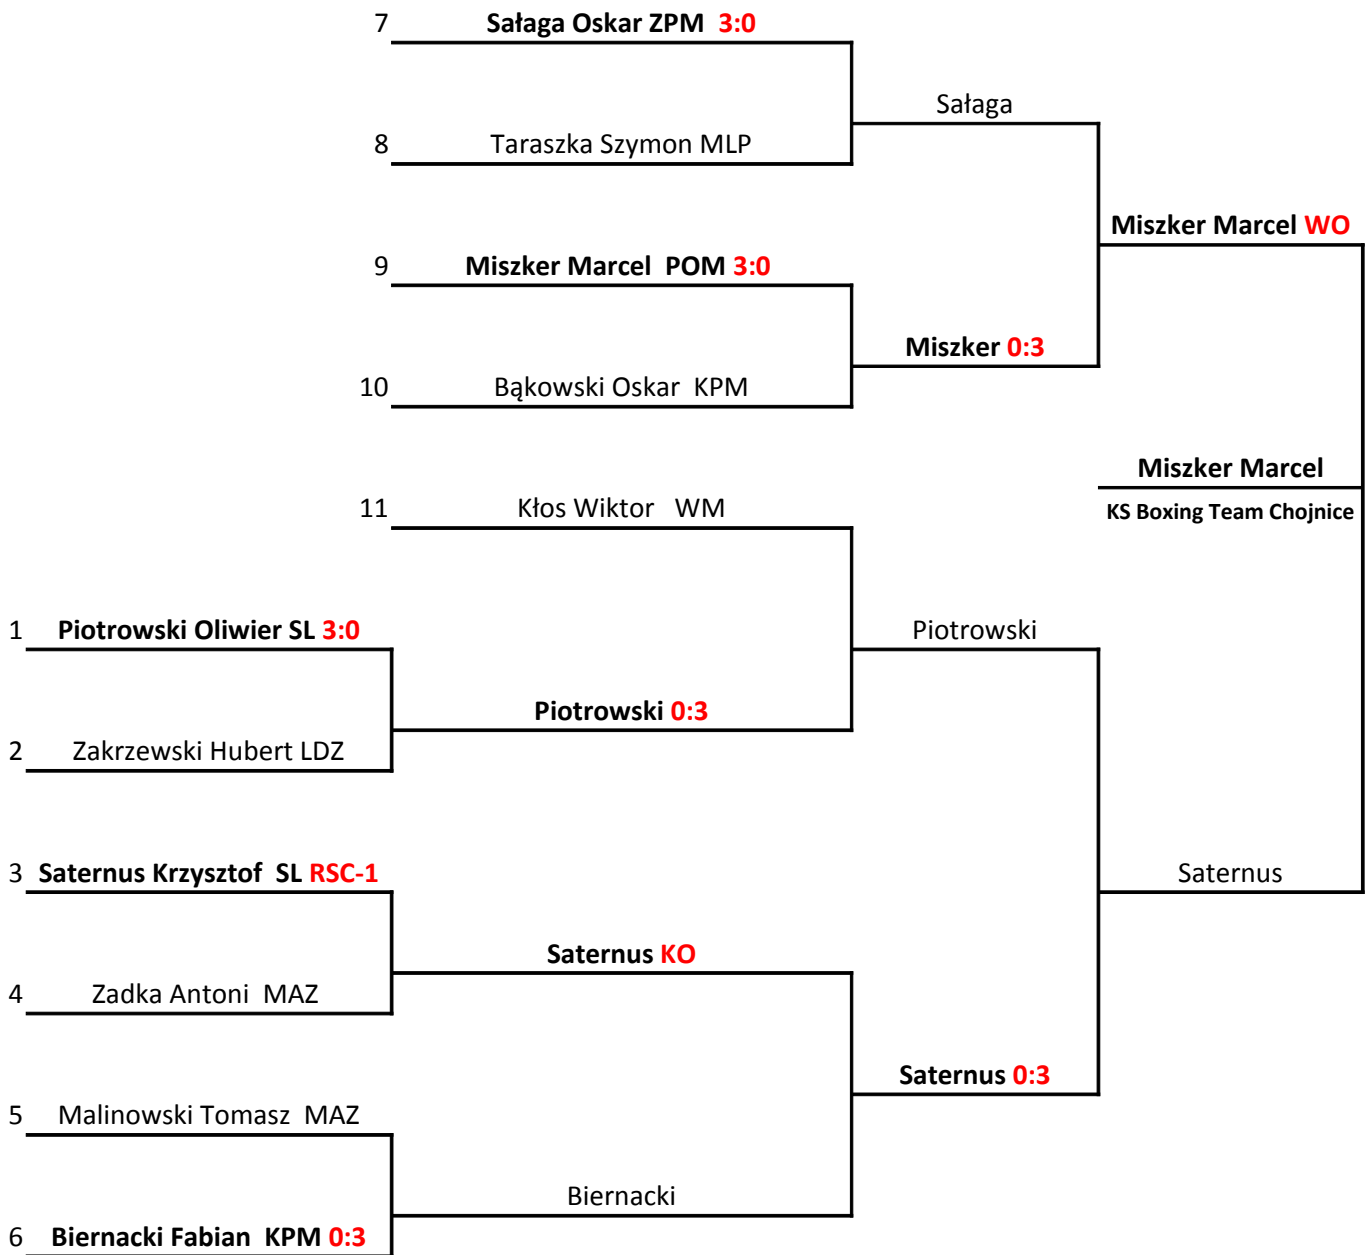 7 Sałaga Oskar ZPM 3:0
Sałaga
8 Taraszka Szymon MLP
Miszker Marcel WO
9 Miszker Marcel POM 3:0
Miszker 0:3
10 Bąkowski Oskar KPM
Miszker Marcel
KS Boxing Team Chojnice
11 Kłos Wiktor WM
1 Piotrowski Oliwier SL 3:0
Piotrowski
Piotrowski 0:3
2 Zakrzewski Hubert LDZ
3 Saternus Krzysztof SL RSC-1
Saternus
Saternus KO
4 Zadka Antoni MAZ
Saternus 0:3
5 Malinowski Tomasz MAZ
Biernacki
6 Biernacki Fabian KPM 0:3